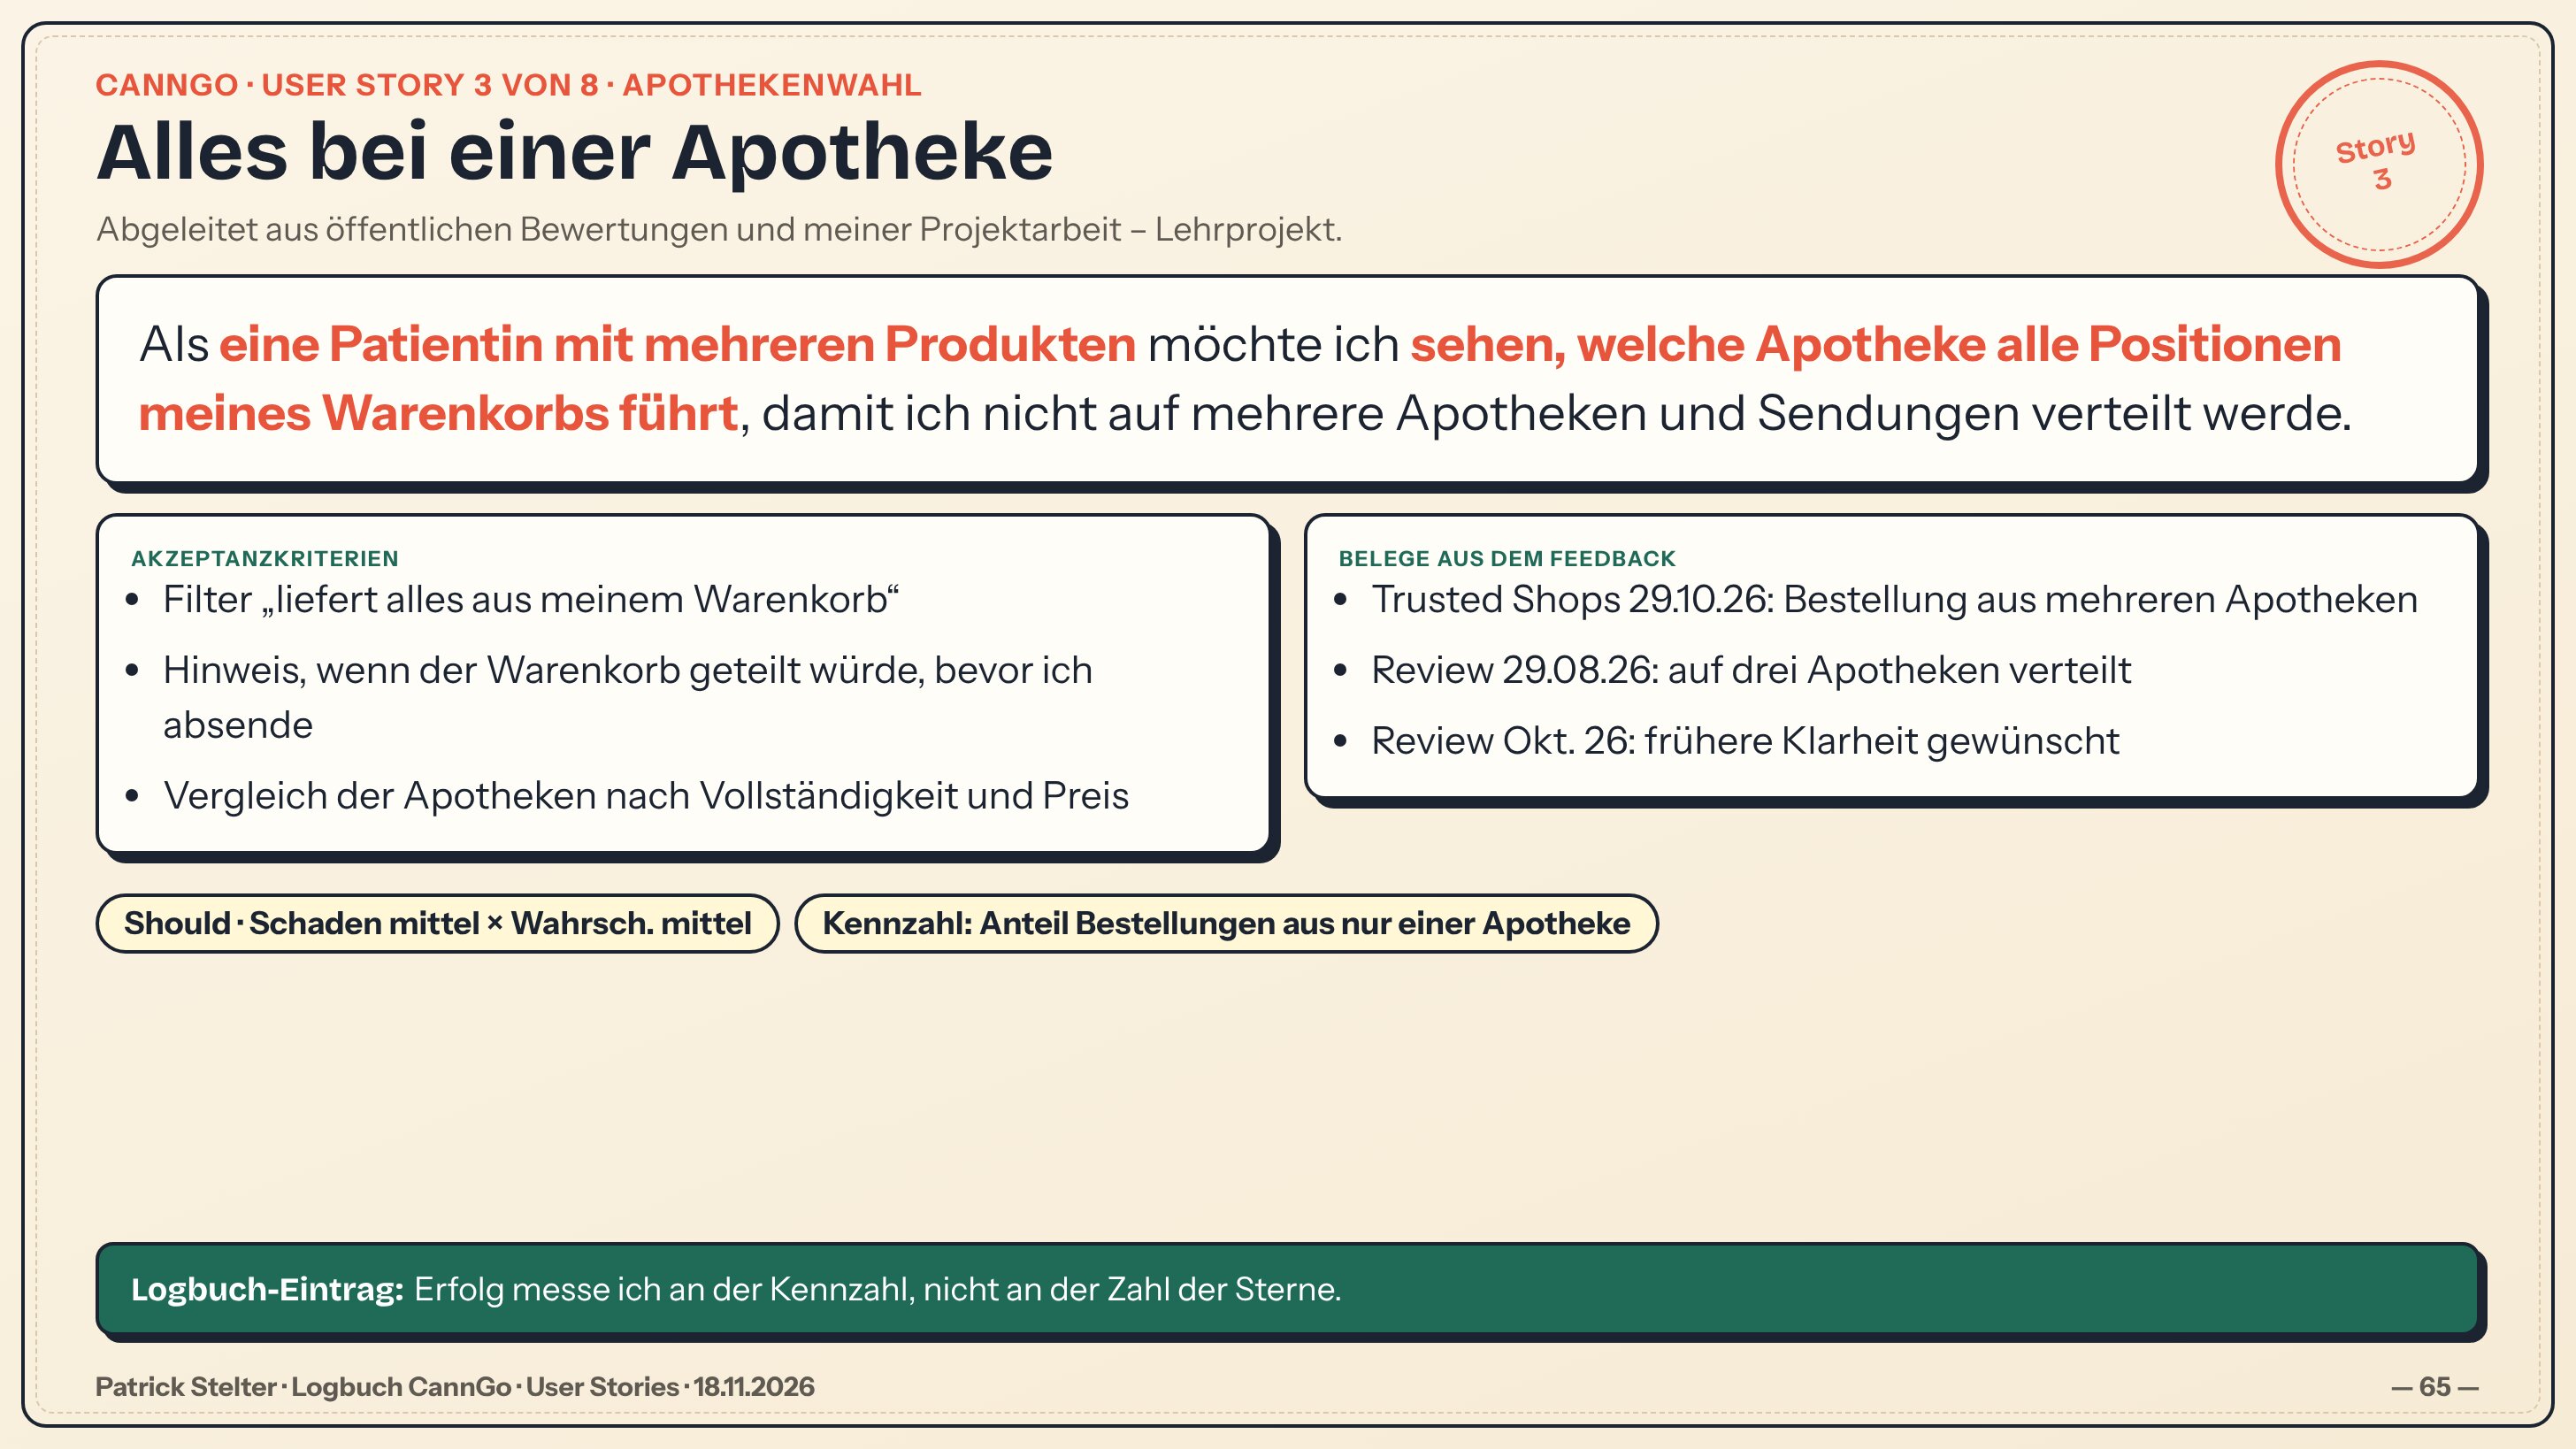 CANNGO · USER STORY 3 VON 8 · APOTHEKENWAHL
Alles bei einer Apotheke
Abgeleitet aus öffentlichen Bewertungen und meiner Projektarbeit – Lehrprojekt.
Story
3
Als eine Patientin mit mehreren Produkten möchte ich sehen, welche Apotheke alle Positionen
meines Warenkorbs führt, damit ich nicht auf mehrere Apotheken und Sendungen verteilt werde.
AKZEPTANZKRITERIEN
• Filter „liefert alles aus meinem Warenkorb“
• Hinweis, wenn der Warenkorb geteilt würde, bevor ich
absende
• Vergleich der Apotheken nach Vollständigkeit und Preis
BELEGE AUS DEM FEEDBACK
• Trusted Shops 29.10.26: Bestellung aus mehreren Apotheken
• Review 29.08.26: auf drei Apotheken verteilt
• Review Okt. 26: frühere Klarheit gewünscht
Should · Schaden mittel × Wahrsch. mittel
Kennzahl: Anteil Bestellungen aus nur einer Apotheke
Logbuch-Eintrag: Erfolg messe ich an der Kennzahl, nicht an der Zahl der Sterne.
Patrick Stelter · Logbuch CannGo · User Stories · 18.11.2026
— 65 —